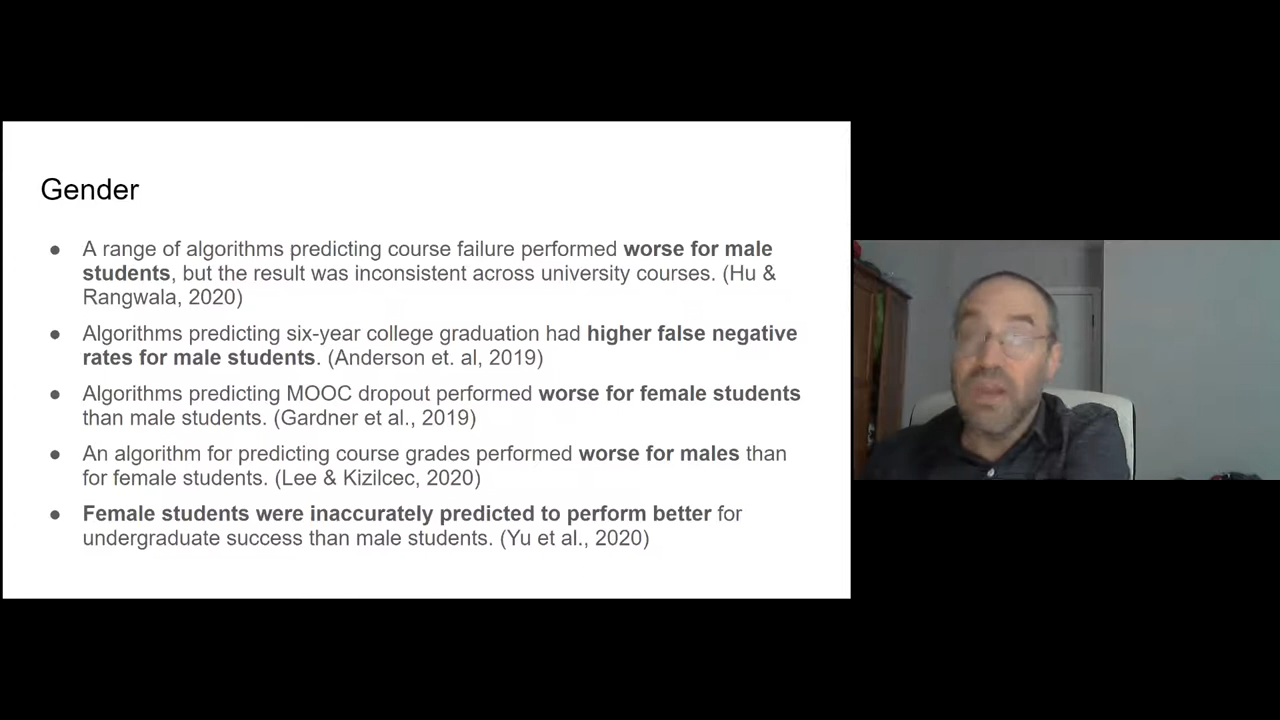 Gender
● A range of algorithms predicting course failure performed worse for male
students, but the result was inconsistent across university courses. (Hu &
Rangwala, 2020)
● Algorithms predicting six-year college graduation had higher false negative
rates for male students. (Anderson et. al, 2019)
● Algorithms predicting MOOC dropout performed worse for female students
than male students. (Gardner et al., 2019)
● An algorithm for predicting course grades performed worse for males than
for female students. (Lee & Kizilcec, 2020)
● Female students were inaccurately predicted to perform better for
undergraduate success than male students. (Yu et al., 2020)